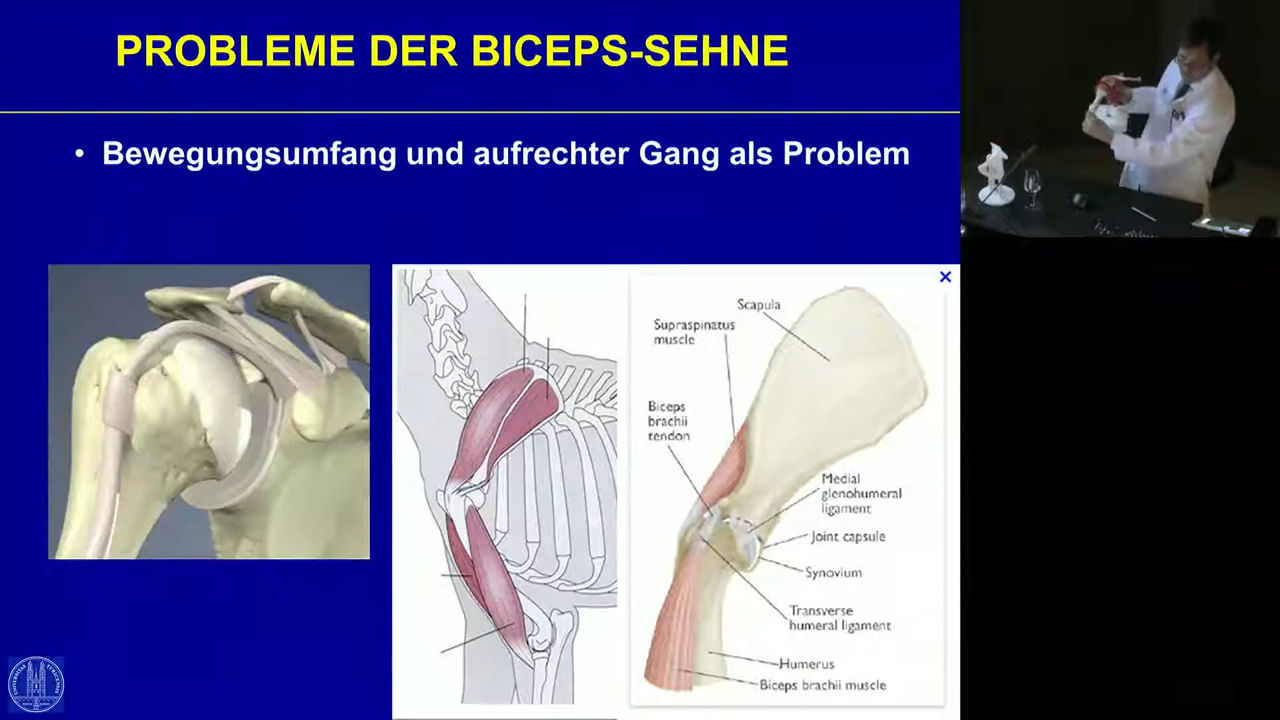 PROBLEME DER BICEPS-SEHNE
• Bewegungsumfang und aufrechter Gang als Problem
Scapula
Supraspinatus
muscle
Biceps
brachii
tendon
Medial
glenohumeral
ligament
Joint capsule
Synovium
Transverse
humeral ligament
Humerus
Biceps brachii muscle